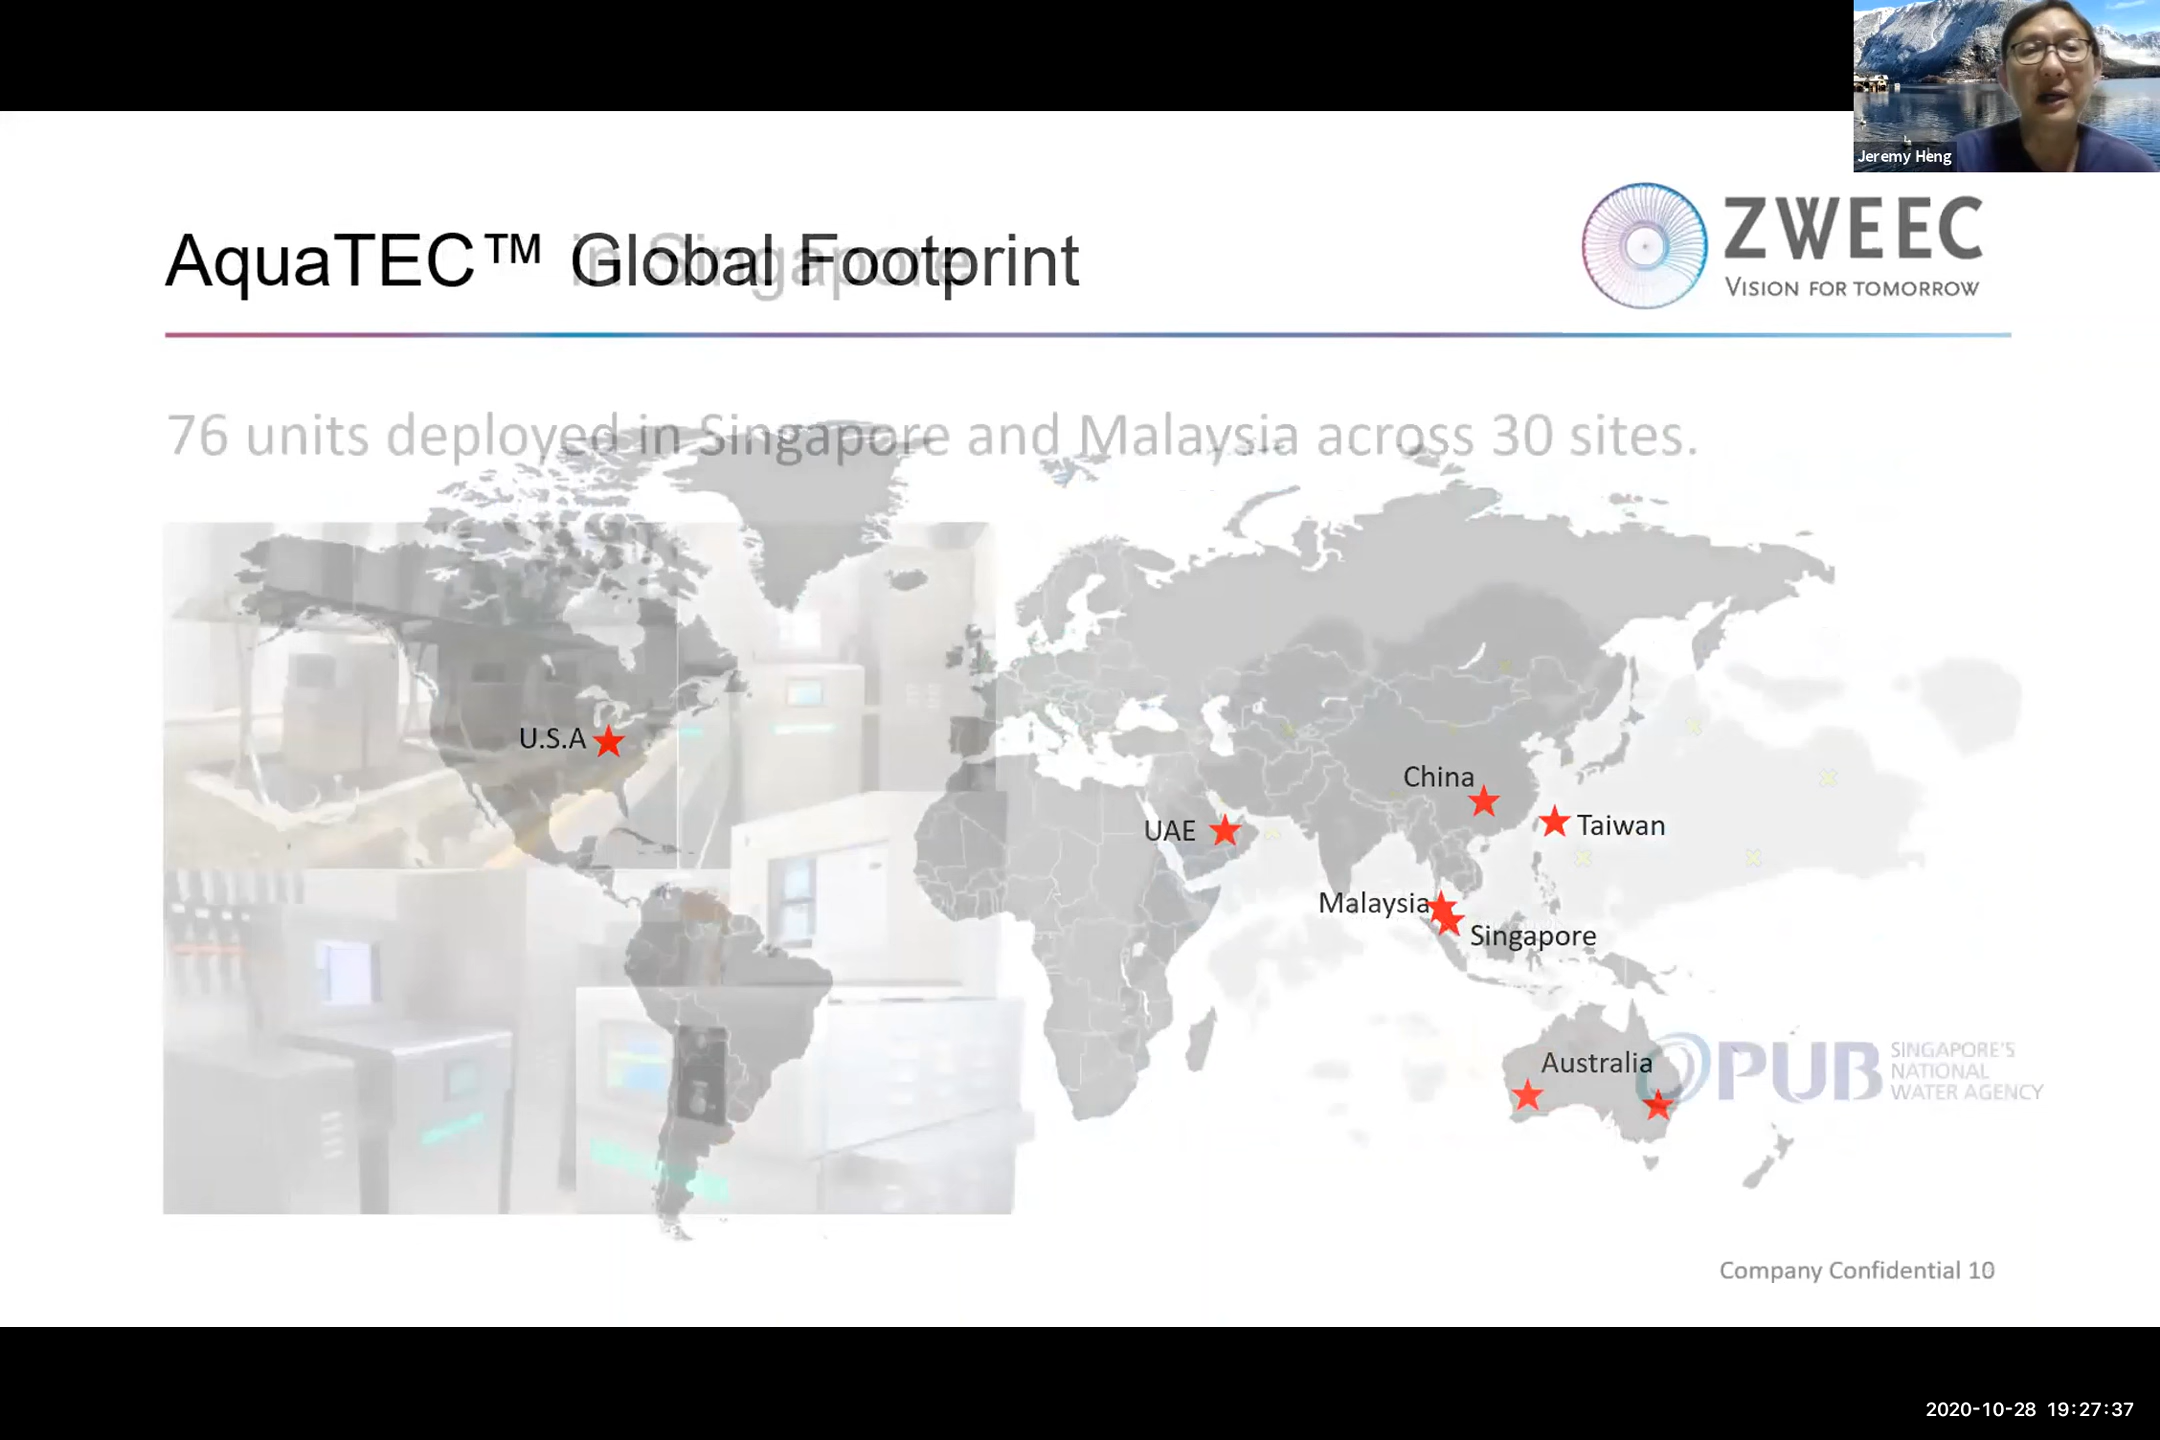 Jeremy Heng
AquaTEC™ Global Footprint
in Singapore
ZWEEC
VISION FOR TOMORROW
76 units deployed in Singapore and Malaysia across 30 sites.
U.S.A
China
UAE
Taiwan
Malaysia
Singapore
Australia
PUB
SINGAPORE'S
NATIONAL
WATER AGENCY
Company Confidential 10
2020-10-28 19:27:37